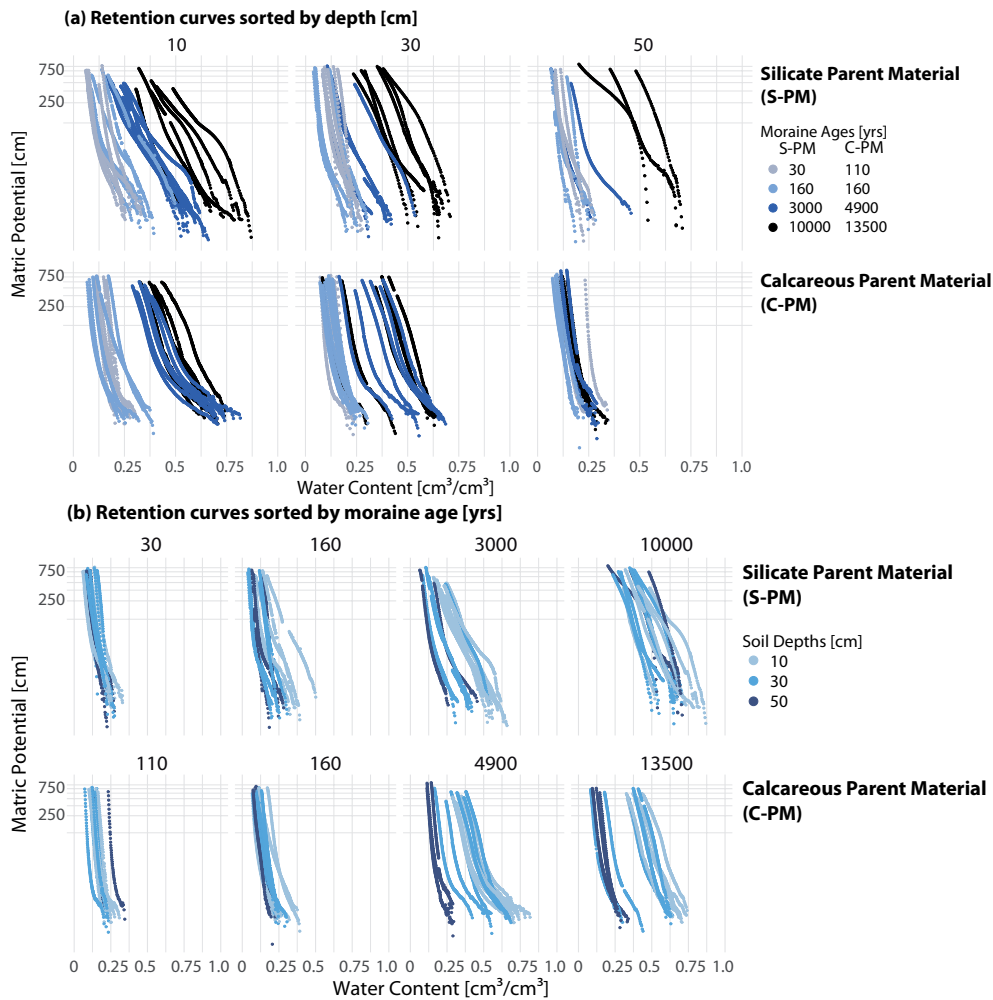 (a) Retention curves sorted by depth [cm]
10 30 50
Silicate Parent Material
(S-PM)
750
250
Moraine Ages [yrs]
S-PM C-PM
30 110
160 160
3000 4900
10000 13500
Matric Potential [cm]
Calcareous Parent Material
(C-PM)
750
250
0 0.25 0.5 0.75 1.0 0 0.25 0.5 0.75 1.0 0 0.25 0.5 0.75 1.0
Water Content [cm³/cm³]
(b) Retention curves sorted by moraine age [yrs]
30 160 3000 10000
Silicate Parent Material
(S-PM)
750
250
Soil Depths [cm]
10
30
50
Matric Potential [cm]
110 160 4900 13500
Calcareous Parent Material
(C-PM)
750
250
0 0.25 0.5 0.75 1.0 0 0.25 0.5 0.75 1.0 0 0.25 0.5 0.75 1.0 0 0.25 0.5 0.75 1.0
Water Content [cm³/cm³]